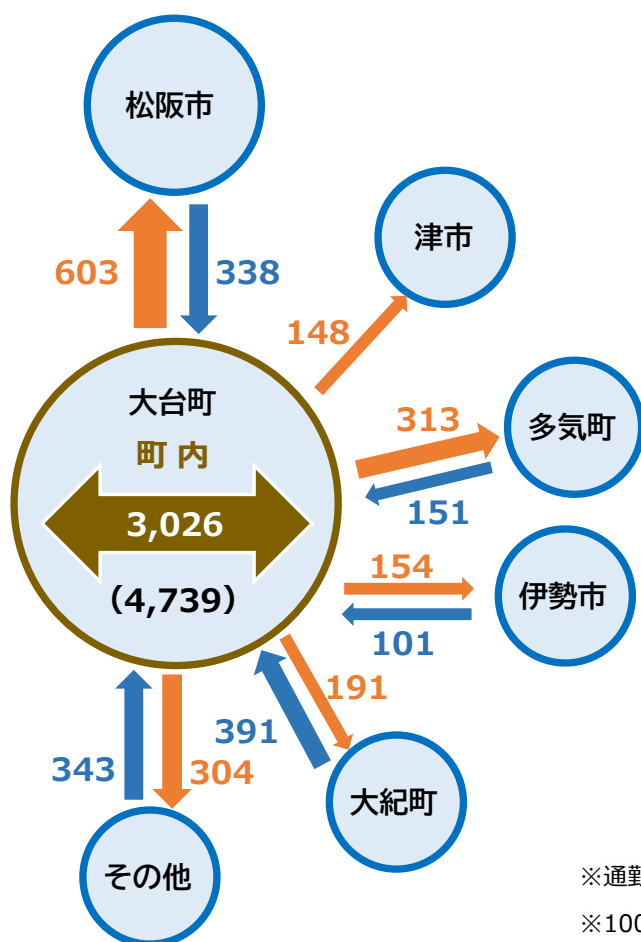 松阪市
603
338
津市
148
大台町
町内
3,026
（4,739）
313
多気町
151
154
伊勢市
101
191
391
大紀町
343
304
その他
※通勤
※100